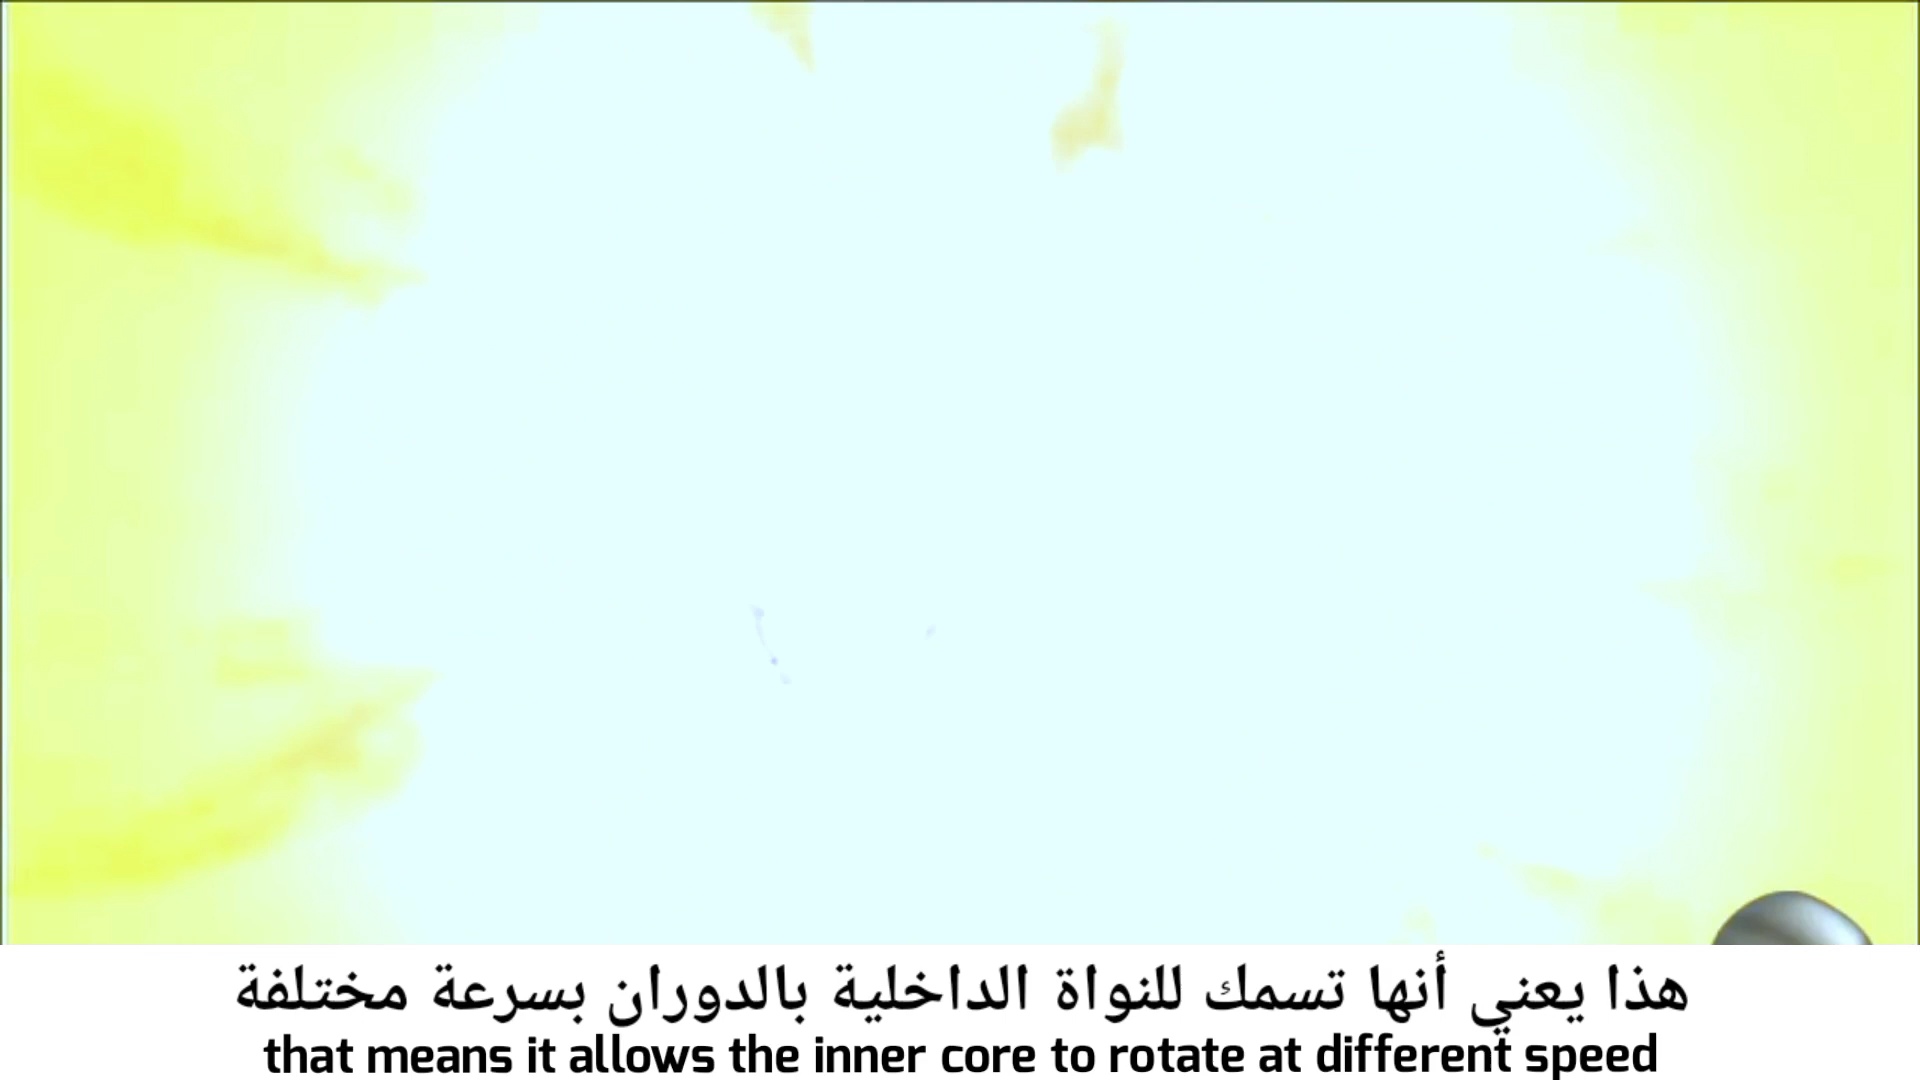 هذا يعني أنها تسمك للنواة الداخلية بالدوران بسرعة مختلفة
that means it allows the inner core to rotate at different speed